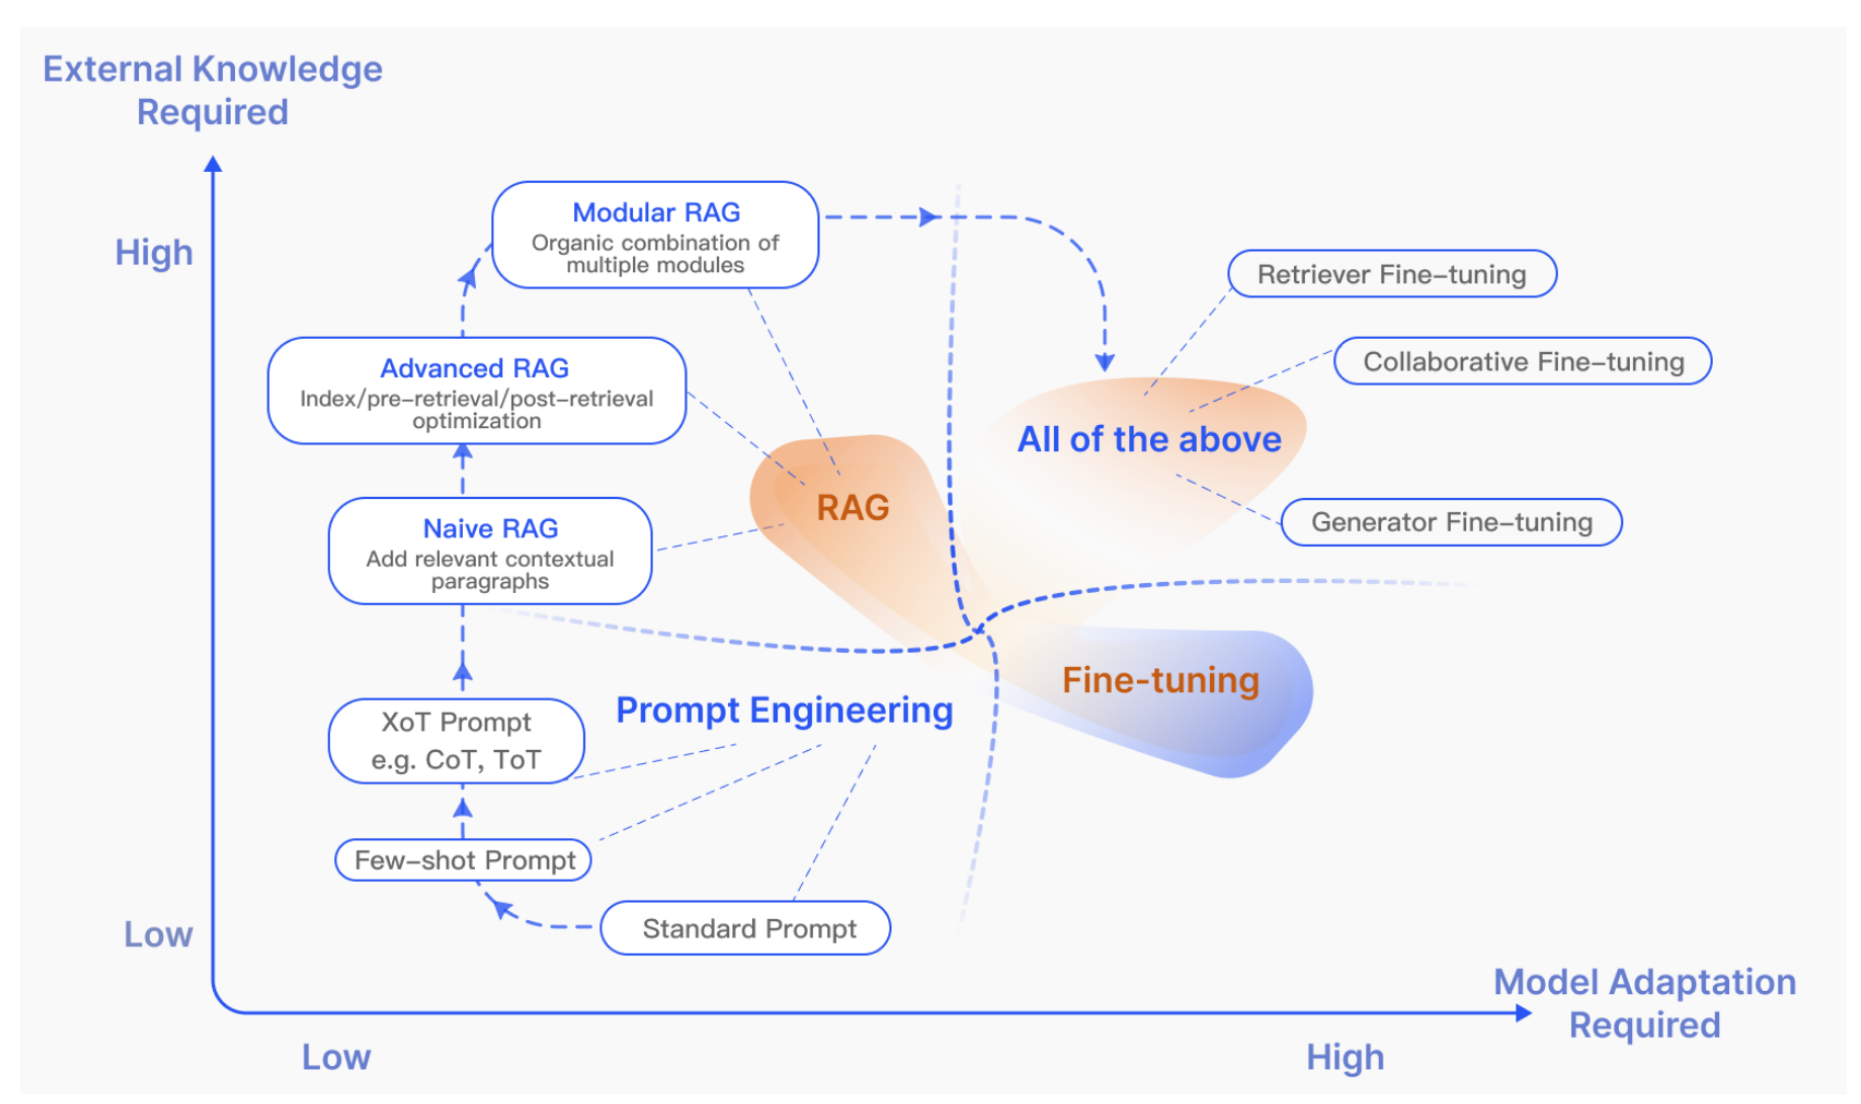 External Knowledge
Required
High
Modular RAG
Organic combination of
multiple modules
Retriever Fine-tuning
Collaborative Fine-tuning
Advanced RAG
Index/pre-retrieval/post-retrieval
optimization
All of the above
RAG
Generator Fine-tuning
Naive RAG
Add relevant contextual
paragraphs
Fine-tuning
Prompt Engineering
XoT Prompt
e.g. CoT, ToT
Few-shot Prompt
Standard Prompt
Low
Model Adaptation
Required
Low
High